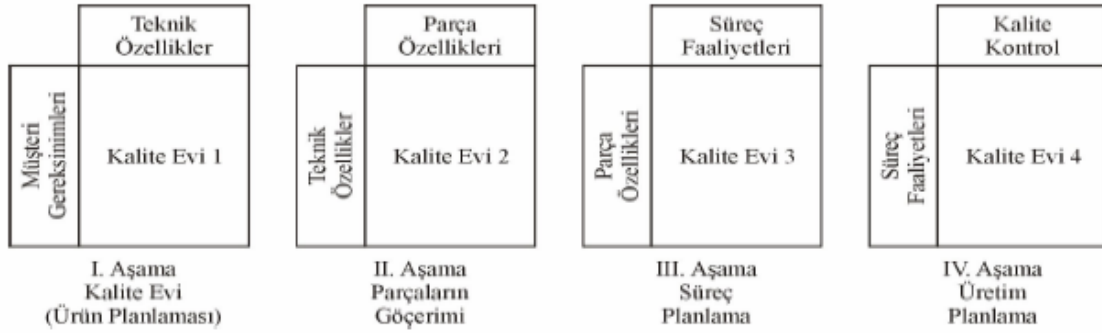 Teknik
Özellikler
Müşteri
Gereksinimleri
Kalite Evi 1
I. Aşama
Kalite Evi
(Ürün Planlaması)
Parça
Özellikleri
Teknik
Özellikler
Kalite Evi 2
II. Aşama
Parçaların
Göçerimi
Süreç
Faaliyetleri
Parça
Özellikleri
Kalite Evi 3
III. Aşama
Süreç
Planlama
Kalite
Kontrol
Süreç
Faaliyetleri
Kalite Evi 4
IV. Aşama
Üretim
Planlama